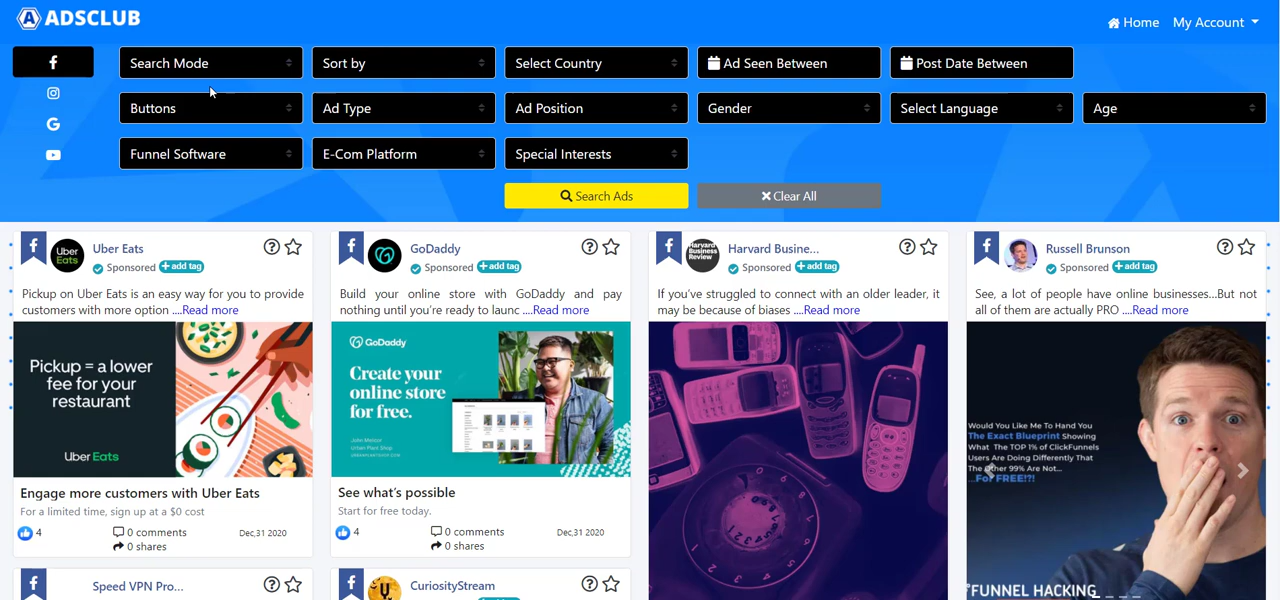 ADSCLUB
Home My Account
Search Mode Sort by Select Country Ad Seen Between Post Date Between
Buttons Ad Type Ad Position Gender Select Language Age
Funnel Software E-Com Platform Special Interests
Search Ads Clear All
Uber Eats
Uber Eats
Sponsored +add tag
Pickup on Uber Eats is an easy way for you to provide
customers with more option ....Read more
Pickup = a lower
fee for your
restaurant
Uber Eats
Engage more customers with Uber Eats
For a limited time, sign up at a $0 cost
4 0 comments Dec,31 2020
0 shares
GoDaddy
Sponsored +add tag
Build your online store with GoDaddy and pay
nothing until you're ready to launc ....Read more
GoDaddy
Create your
online store
for free.
See what's possible
Start for free today.
4 0 comments Dec,31 2020
0 shares
Harvard Business Review
Harvard Busine...
Sponsored +add tag
If you've struggled to connect with an older leader, it
may be because of biases ....Read more
Russell Brunson
Sponsored +add tag
See, a lot of people have online businesses...But not
all of them are actually PRO ....Read more
Would You Like Me To Hand You
The Exact Blueprint Showing
What The TOP 1% of ClickFunnels
Users Are Doing Differently That
The Other 99% Are Not...
...For FREE!?!
"FUNNEL HACKING
Speed VPN Pro...
CuriosityStream